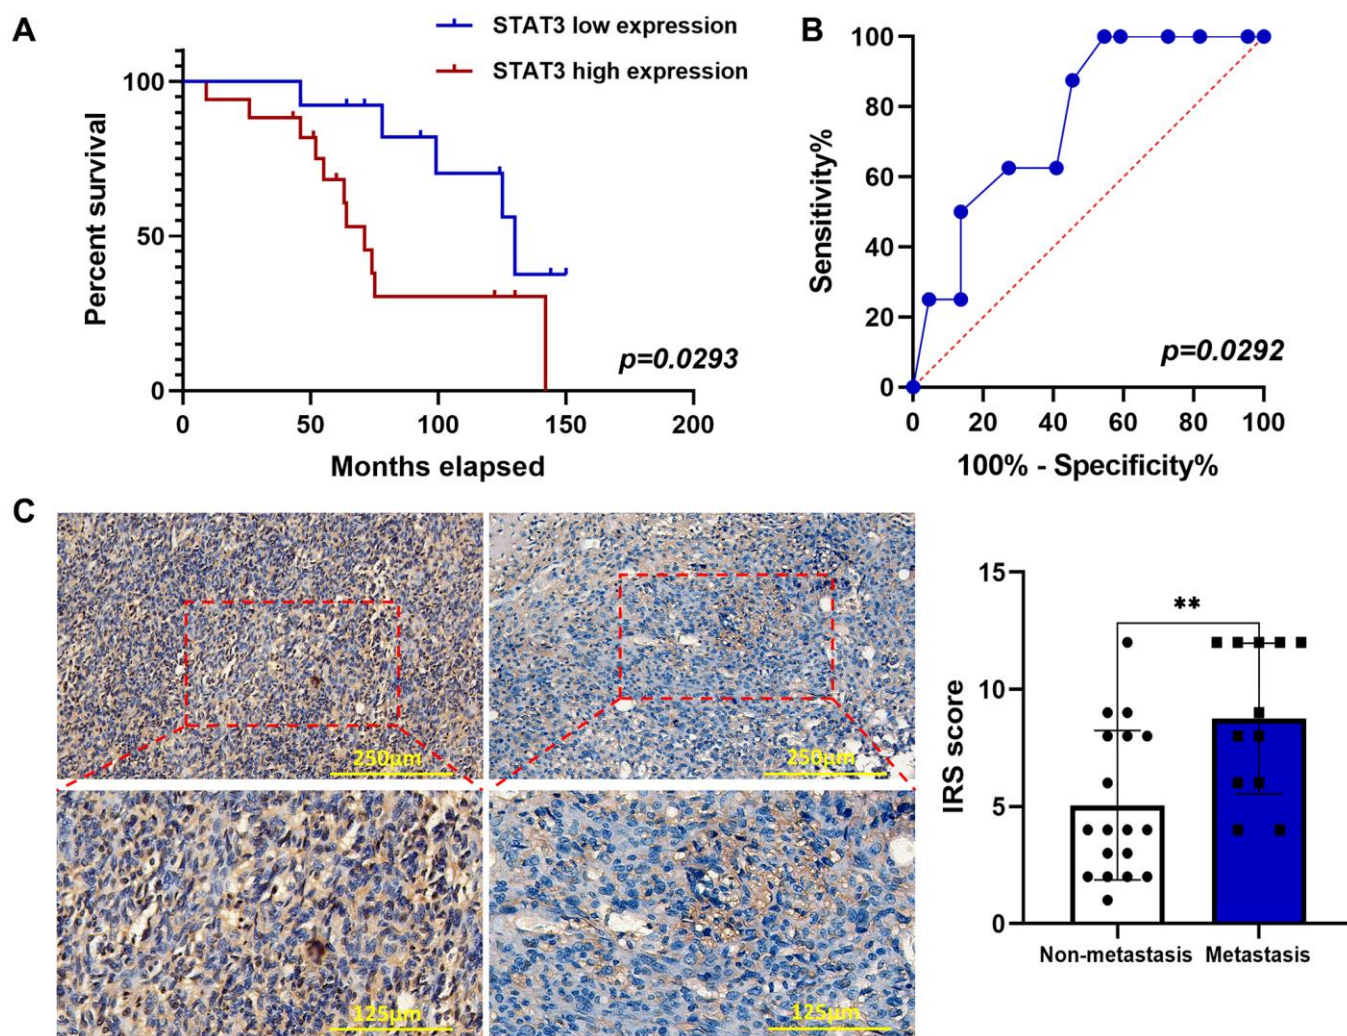 A
STAT3 low expression
STAT3 high expression
100
50
0
Percent survival
p=0.0293
0 50 100 150 200
Months elapsed
B
100
80
60
40
20
0
Sensitivity%
p=0.0292
0 20 40 60 80 100
100% - Specificity%
C
250μm
250μm
125μm
125μm
15
10
5
0
IRS score
**
Non-metastasis Metastasis